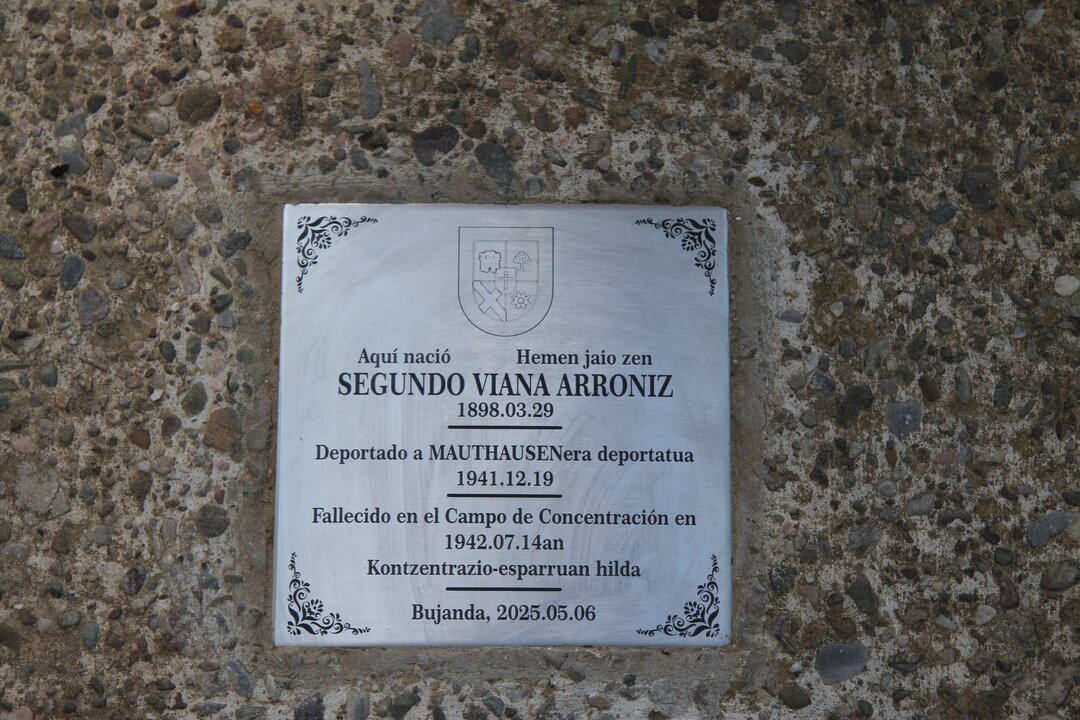 Aquí nació Hemen jaio zen
SEGUNDO VIANA ARRONIZ
1898.03.29
Deportado a MAUTHAUSENera deportatua
1941.12.19
Fallecido en el Campo de Concentración en
1942.07.14an
Kontzentrazio-esparruan hilda
Bujanda, 2025.05.06